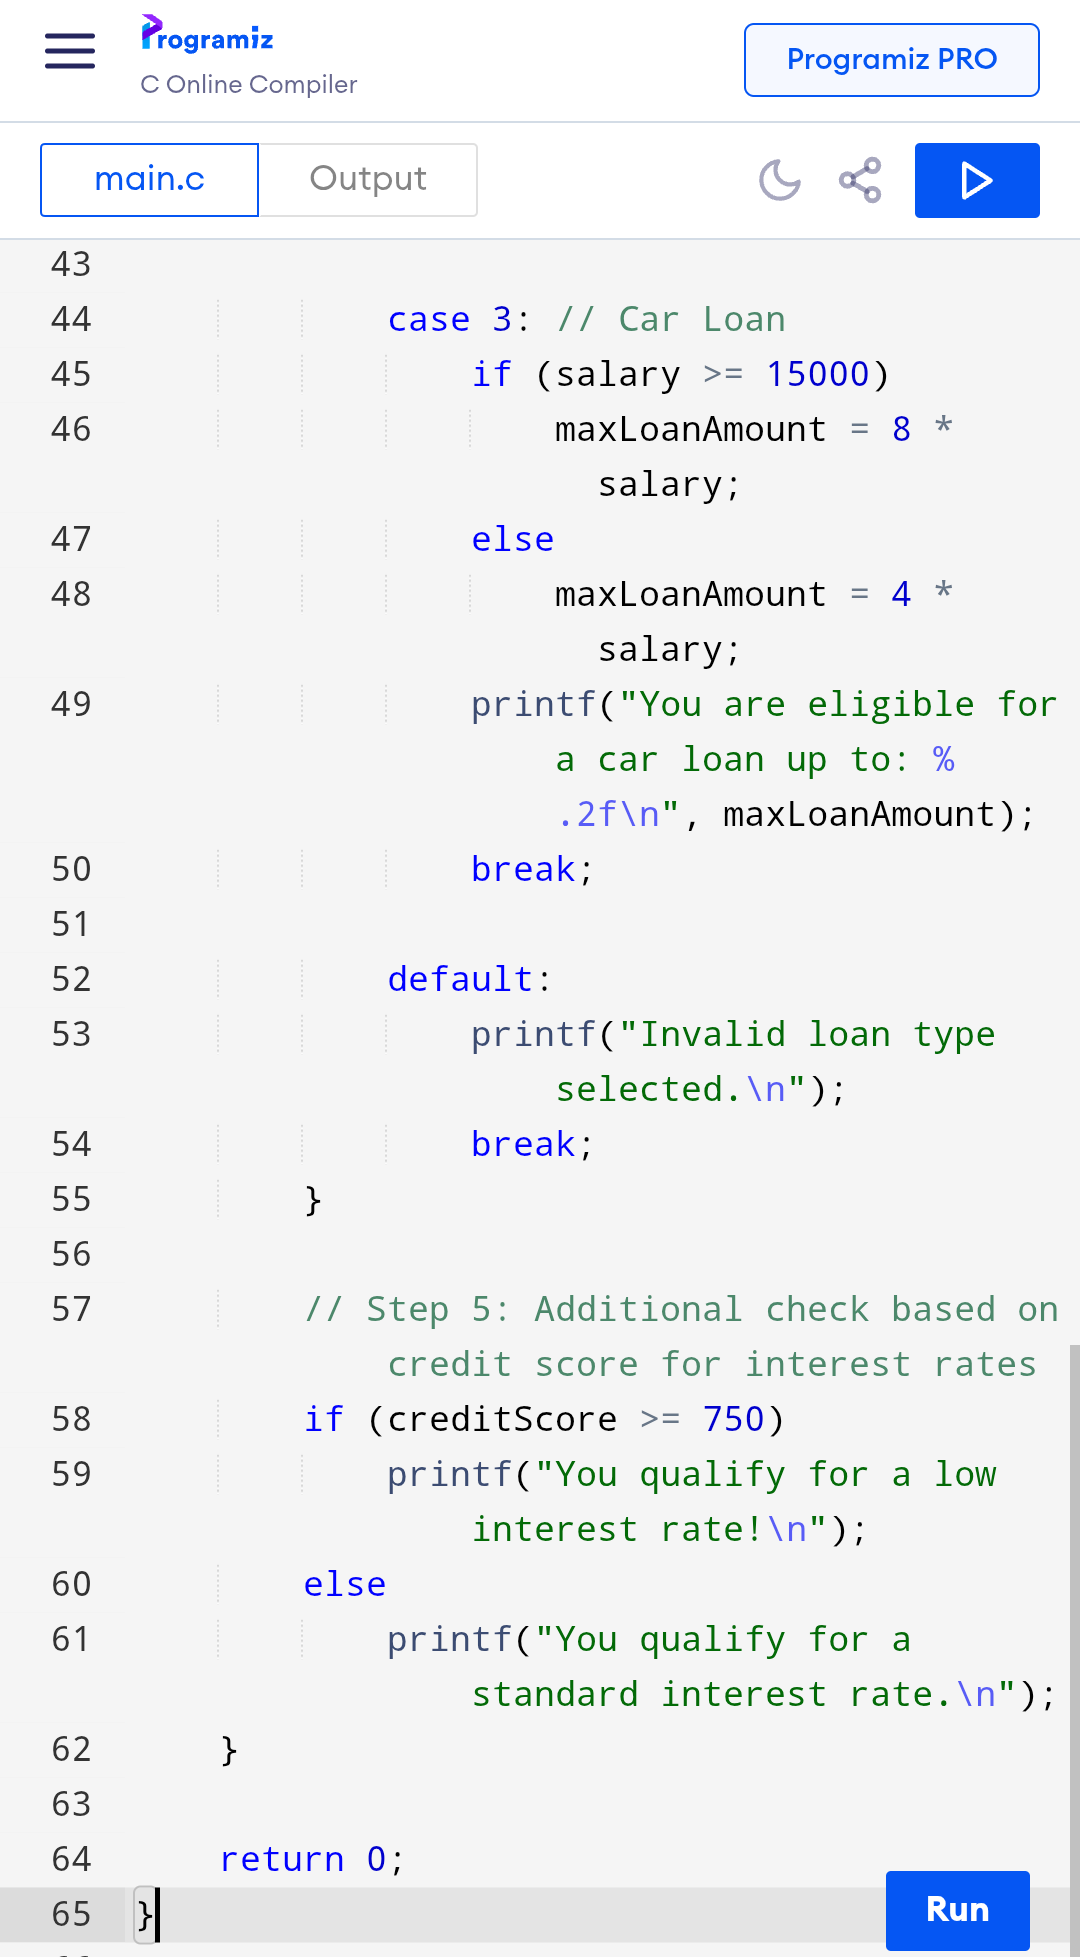 Programiz
C Online Compiler
Programiz PRO
main.c
Output
43
44 case 3: // Car Loan
45 if (salary >= 15000)
46 maxLoanAmount = 8 *
salary;
47 else
48 maxLoanAmount = 4 *
salary;
49 printf("You are eligible for
a car loan up to: %
.2f\n", maxLoanAmount);
50 break;
51
52 default:
53 printf("Invalid loan type
selected.\n");
54 break;
55 }
56
57 // Step 5: Additional check based on
credit score for interest rates
58 if (creditScore >= 750)
59 printf("You qualify for a low
interest rate!\n");
60 else
61 printf("You qualify for a
standard interest rate.\n");
62 }
63
64 return 0;
65 }
Run